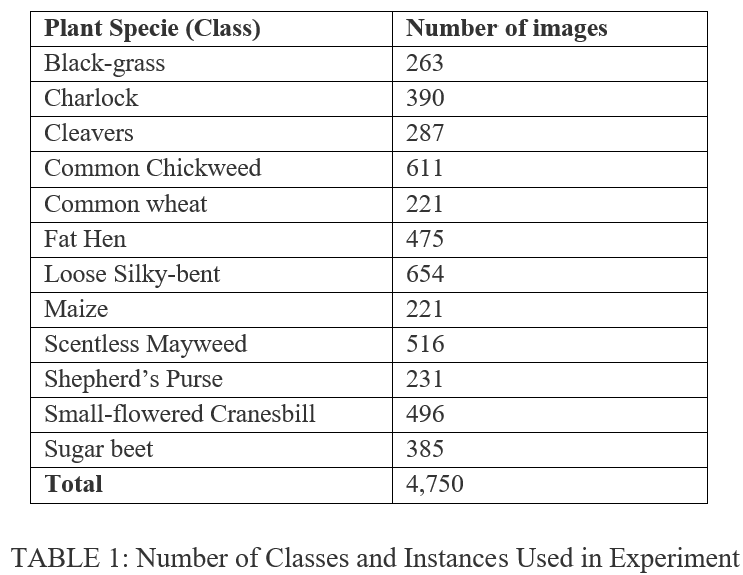 Plant Specie (Class) Number of images
Black-grass 263
Charlock 390
Cleavers 287
Common Chickweed 611
Common wheat 221
Fat Hen 475
Loose Silky-bent 654
Maize 221
Scentless Mayweed 516
Shepherd’s Purse 231
Small-flowered Cranesbill 496
Sugar beet 385
Total 4,750
TABLE 1: Number of Classes and Instances Used in Experiment